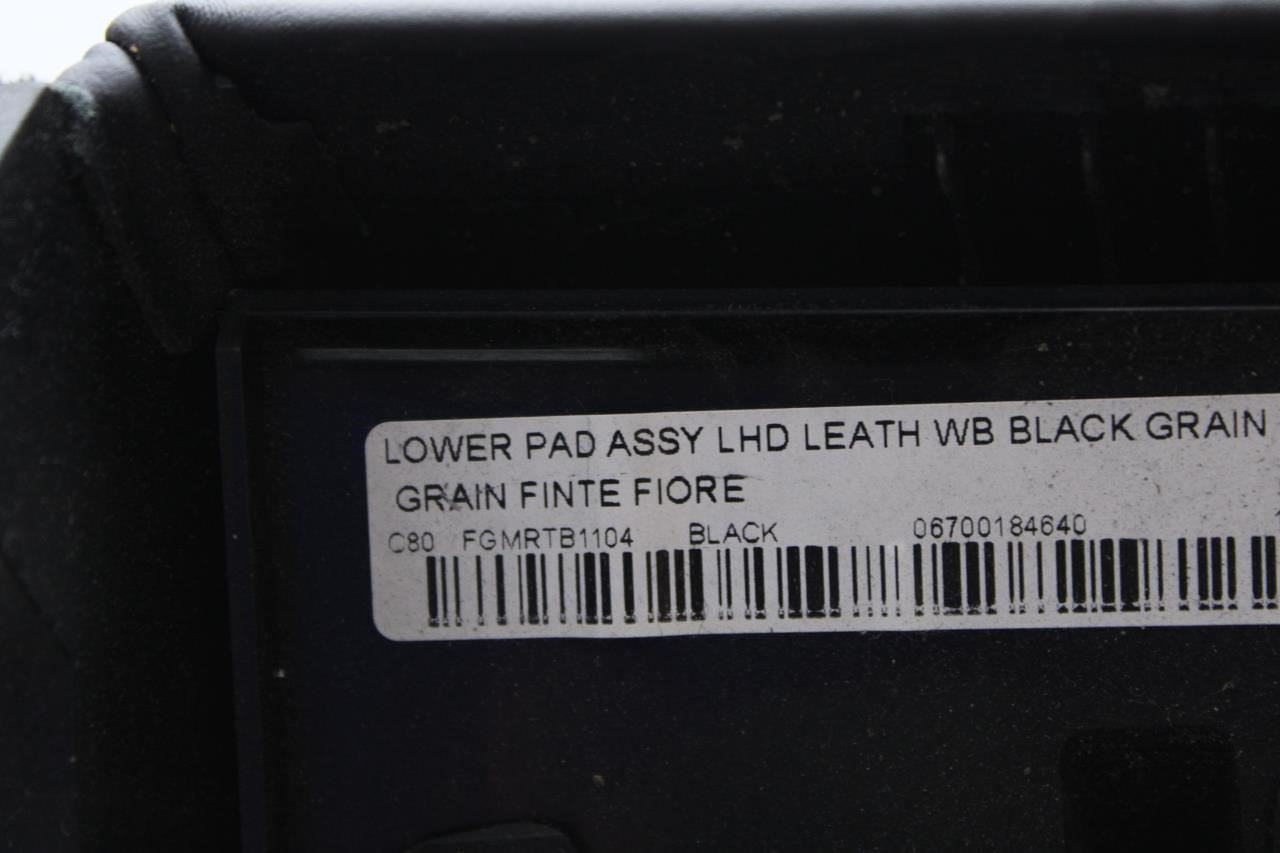 LOWER PAD ASSY LHD LEATH WB BLACK GRAIN
GRAIN FINTE FIORE
C80 FGMRTB1104 BLACK 06700184640